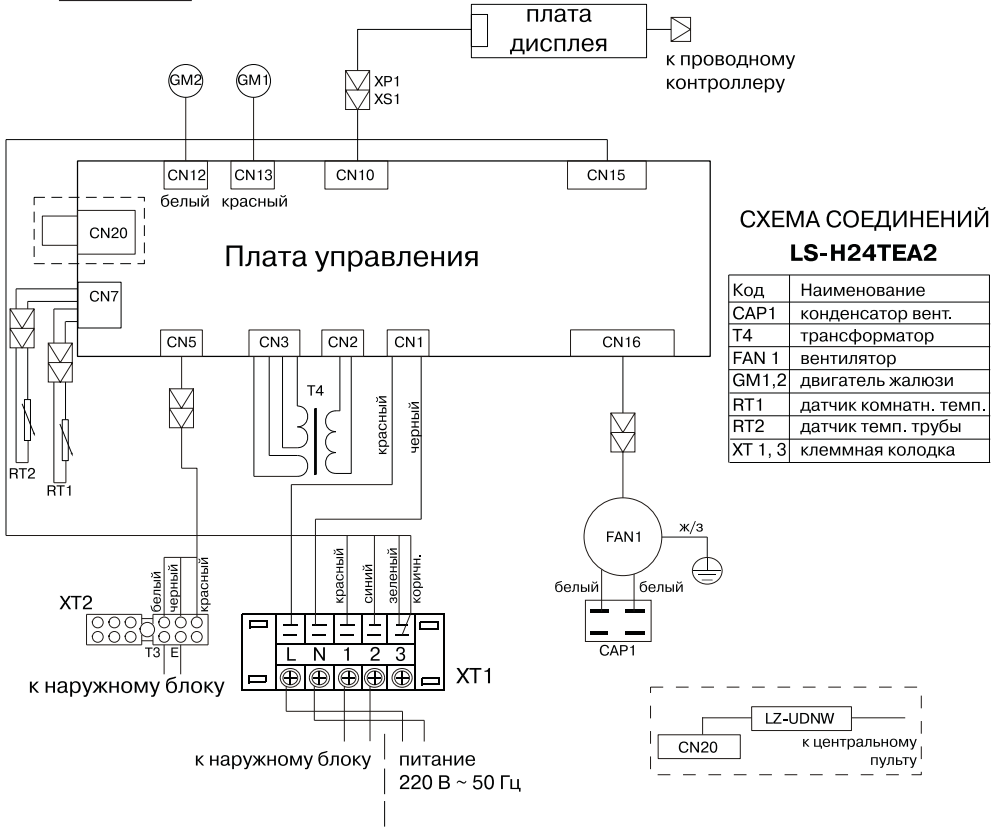 плата
дисплея
к проводному
контроллеру
GM2
GM1
XP1
XS1
CN12
CN13
CN10
CN15
белый
красный
CN20
Плата управления
CN7
CN5
CN3
CN2
CN1
CN16
T4
красный
черный
RT2
RT1
СХЕМА СОЕДИНЕНИЙ
LS-H24TEA2
Код Наименование
CAP1 конденсатор вент.
T4 трансформатор
FAN 1 вентилятор
GM1,2 двигатель жалюзи
RT1 датчик комнатн. темп.
RT2 датчик темп. трубы
XT 1, 3 клеммная колодка
FAN1
ж/з
белый
белый
CAP1
белый
черный
красный
XT2
T3 E
к наружному блоку
красный
синий
зеленый
коричн.
L N 1 2 3
XT1
к наружному блоку
питание
220 В ~ 50 Гц
LZ-UDNW
CN20
к центральному
пульту